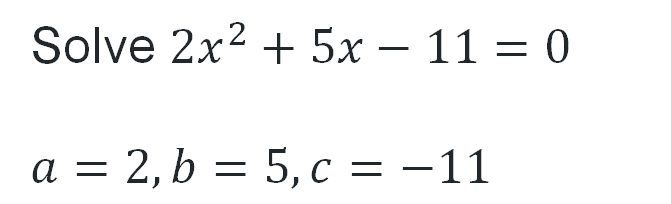 Solve 2x² + 5x − 11 = 0
a = 2, b = 5, c = −11